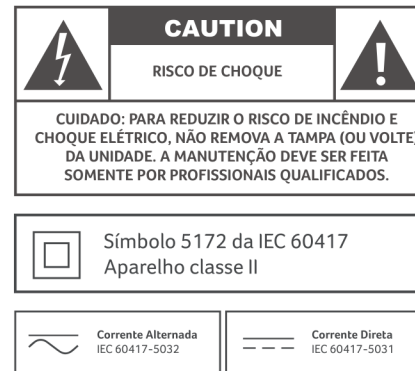 CAUTION
RISCO DE CHOQUE
CUIDADO: PARA REDUZIR O RISCO DE INCÊNDIO E
CHOQUE ELÉTRICO, NÃO REMOVA A TAMPA (OU VOLTE)
DA UNIDADE. A MANUTENÇÃO DEVE SER FEITA
SOMENTE POR PROFISSIONAIS QUALIFICADOS.
Símbolo 5172 da IEC 60417
Aparelho classe II
Corrente Alternada
IEC 60417-5032
Corrente Direta
IEC 60417-5031